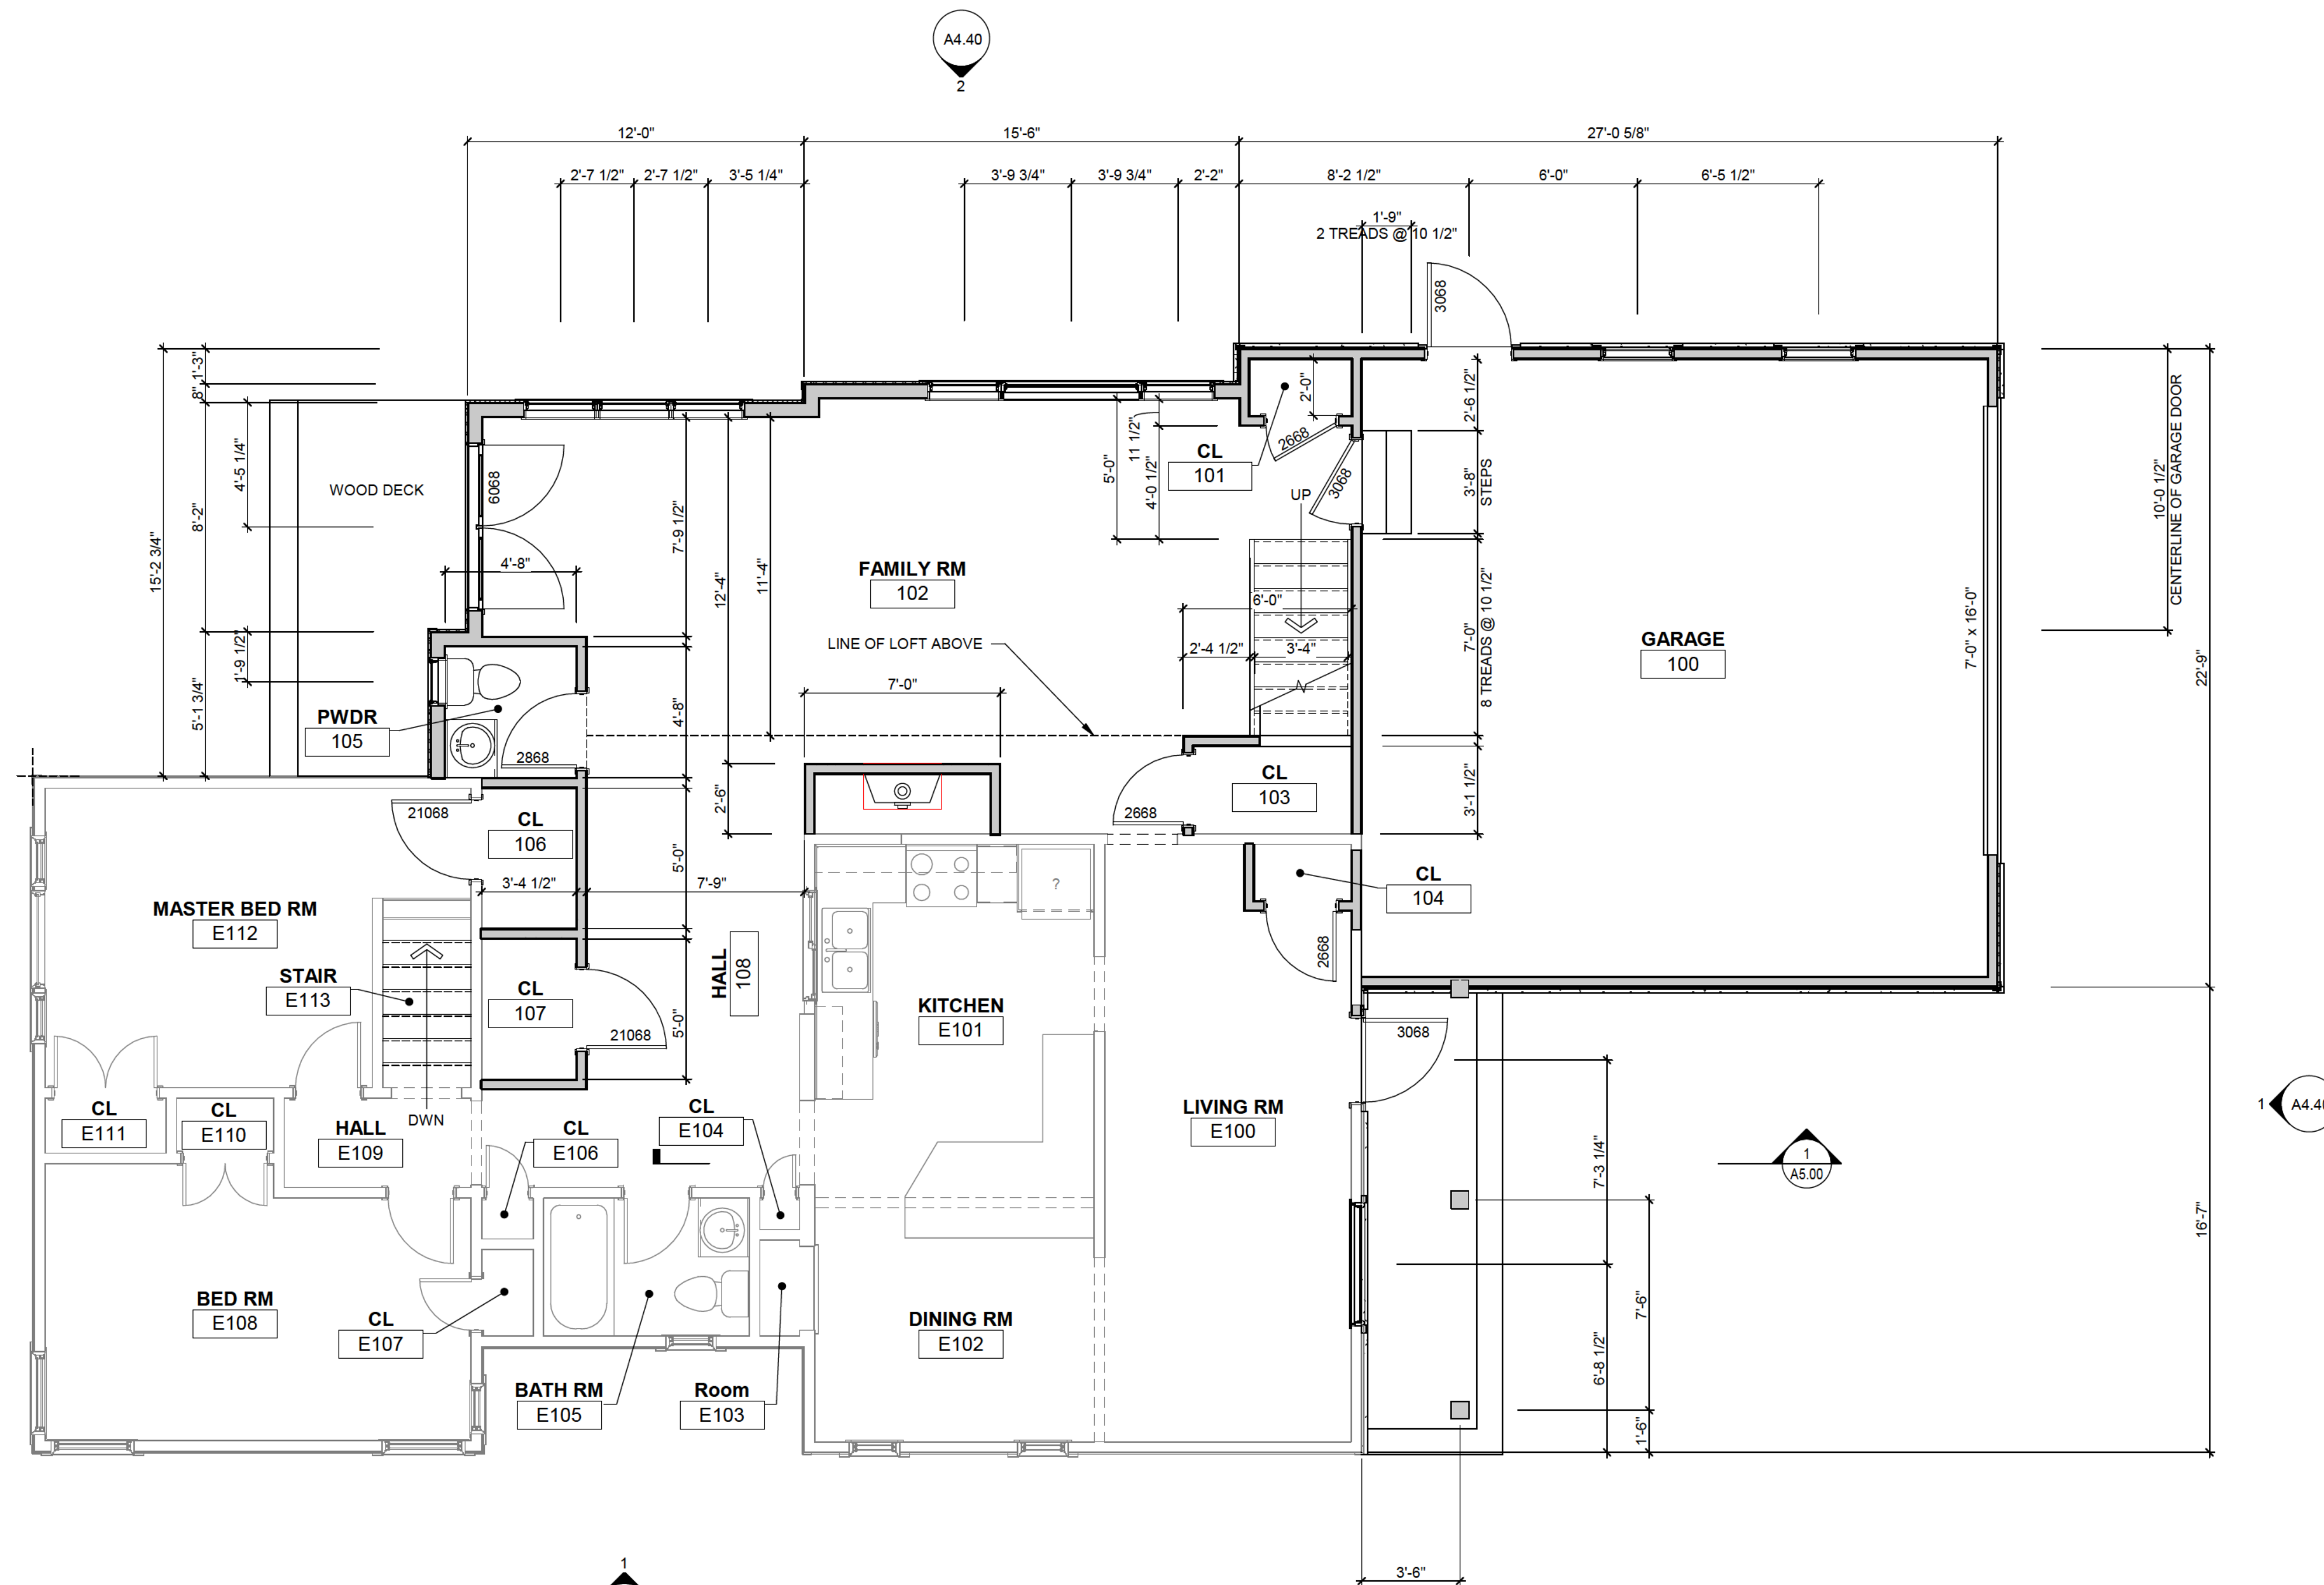 A4.40
2
12'-0"
15'-6"
27'-0 5/8"
2'-7 1/2"
2'-7 1/2"
3'-5 1/4"
3'-9 3/4"
3'-9 3/4"
2'-2"
8'-2 1/2"
6'-0"
6'-5 1/2"
1'-9"
2 TREADS @ 10 1/2"
3068
1'-3"
8"
8'-2"
5'-1 3/4"
15'-2 3/4"
4'-5 1/4"
1'-9 1/2"
WOOD DECK
6068
4'-8"
7'-9 1/2"
4'-8"
12'-4"
11'-4"
2'-6"
5'-0"
5'-0"
FAMILY RM
102
LINE OF LOFT ABOVE
7'-0"
5'-0"
11 1/2"
4'-0 1/2"
CL
101
2'-0"
2668
3068
UP
6'-0"
2'-4 1/2"
3'-4"
2'-6 1/2"
3'-8"
STEPS
7'-0"
8 TREADS @ 10 1/2"
3'-1 1/2"
GARAGE
100
7'-0" x 16'-0"
10'-0 1/2"
CENTERLINE OF GARAGE DOOR
22'-9"
16'-7"
PWDR
105
2868
CL
103
2668
21068
CL
106
3'-4 1/2"
7'-9"
?
CL
104
2668
MASTER BED RM
E112
STAIR
E113
CL
107
21068
HALL
108
KITCHEN
E101
3068
LIVING RM
E100
CL
E111
CL
E110
HALL
E109
DWN
CL
E106
CL
E104
1
A5.00
1
A4.40
7'-3 1/4"
7'-6"
6'-8 1/2"
1'-6"
BED RM
E108
CL
E107
DINING RM
E102
BATH RM
E105
Room
E103
1
3'-6"